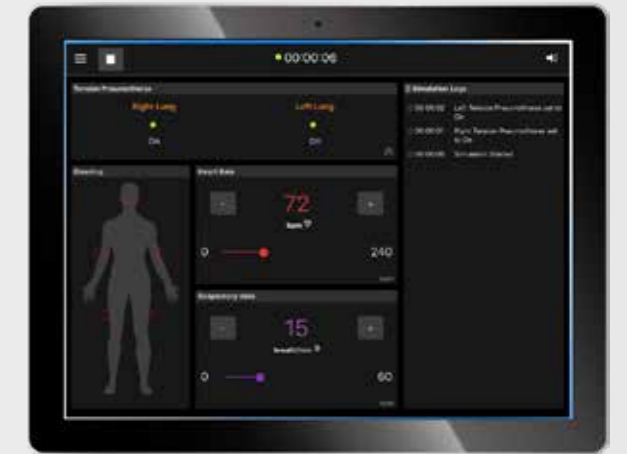 00:00:06
Tension Pneumothorax
Right Lung
Left Lung
On
On
Simulation Logs
00:00:02 Left Tension Pneumothorax set to
On
00:00:01 Right Tension Pneumothorax set
to On
00:00:00 Simulation Started
Bleeding
Heart Rate
-
72
+
bpm
0
240
Respiratory Rate
-
15
+
breaths/min
0
60